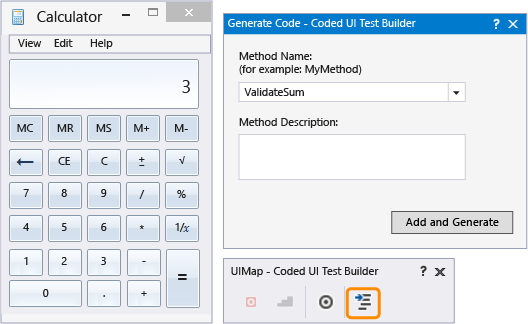 Calculator
View Edit Help
3
MC MR MS M+ M-
← CE C ± √
7 8 9 / %
4 5 6 * 1/x
1 2 3 - =
0 . +
Generate Code - Coded UI Test Builder ? X
Method Name:
(for example: MyMethod)
ValidateSum
Method Description:
Add and Generate
UIMap - Coded UI Test Builder ? X